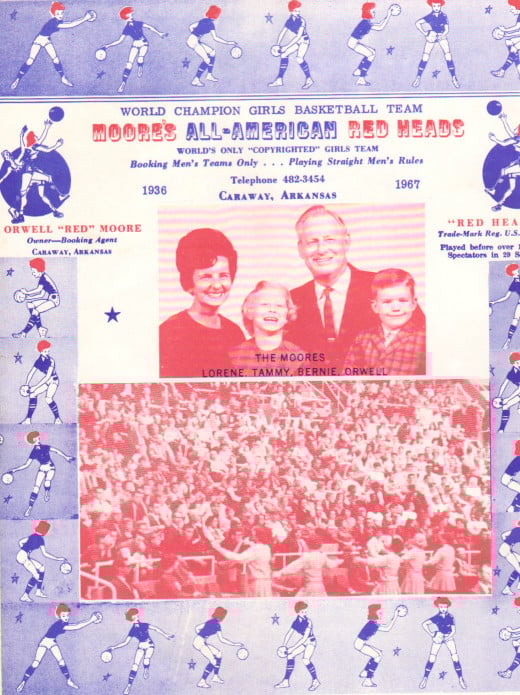 WORLD CHAMPION GIRLS BASKETBALL TEAM
MOORE'S ALL-AMERICAN RED HEADS
WORLD'S ONLY "COPYRIGHTED" GIRLS TEAM
Booking Men's Teams Only . . . Playing Straight Men's Rules
Telephone 482-3454
1936
CARAWAY, ARKANSAS
1967
ORWELL "RED" MOORE
Owner—Booking Agent
CARAWAY, ARKANSAS
"RED HEA
Trade-Mark Reg. U.S.
Played before over 1
Spectators in 29 S
THE MOORES
LORENE, TAMMY, BERNIE, ORWELL